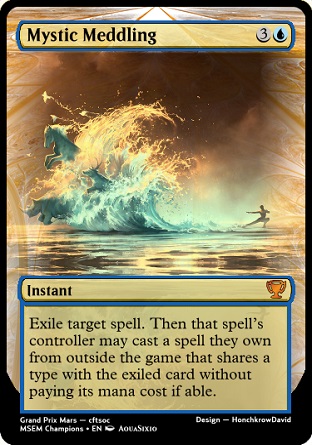 Mystic Meddling 3
Instant
Exile target spell. Then that spell's
controller may cast a spell they own
from outside the game that shares a
type with the exiled card without
paying its mana cost if able.
Grand Prix Mars — cftsoc
Design — HonchkrowDavid
MSEM Champions • EN AquaSixio